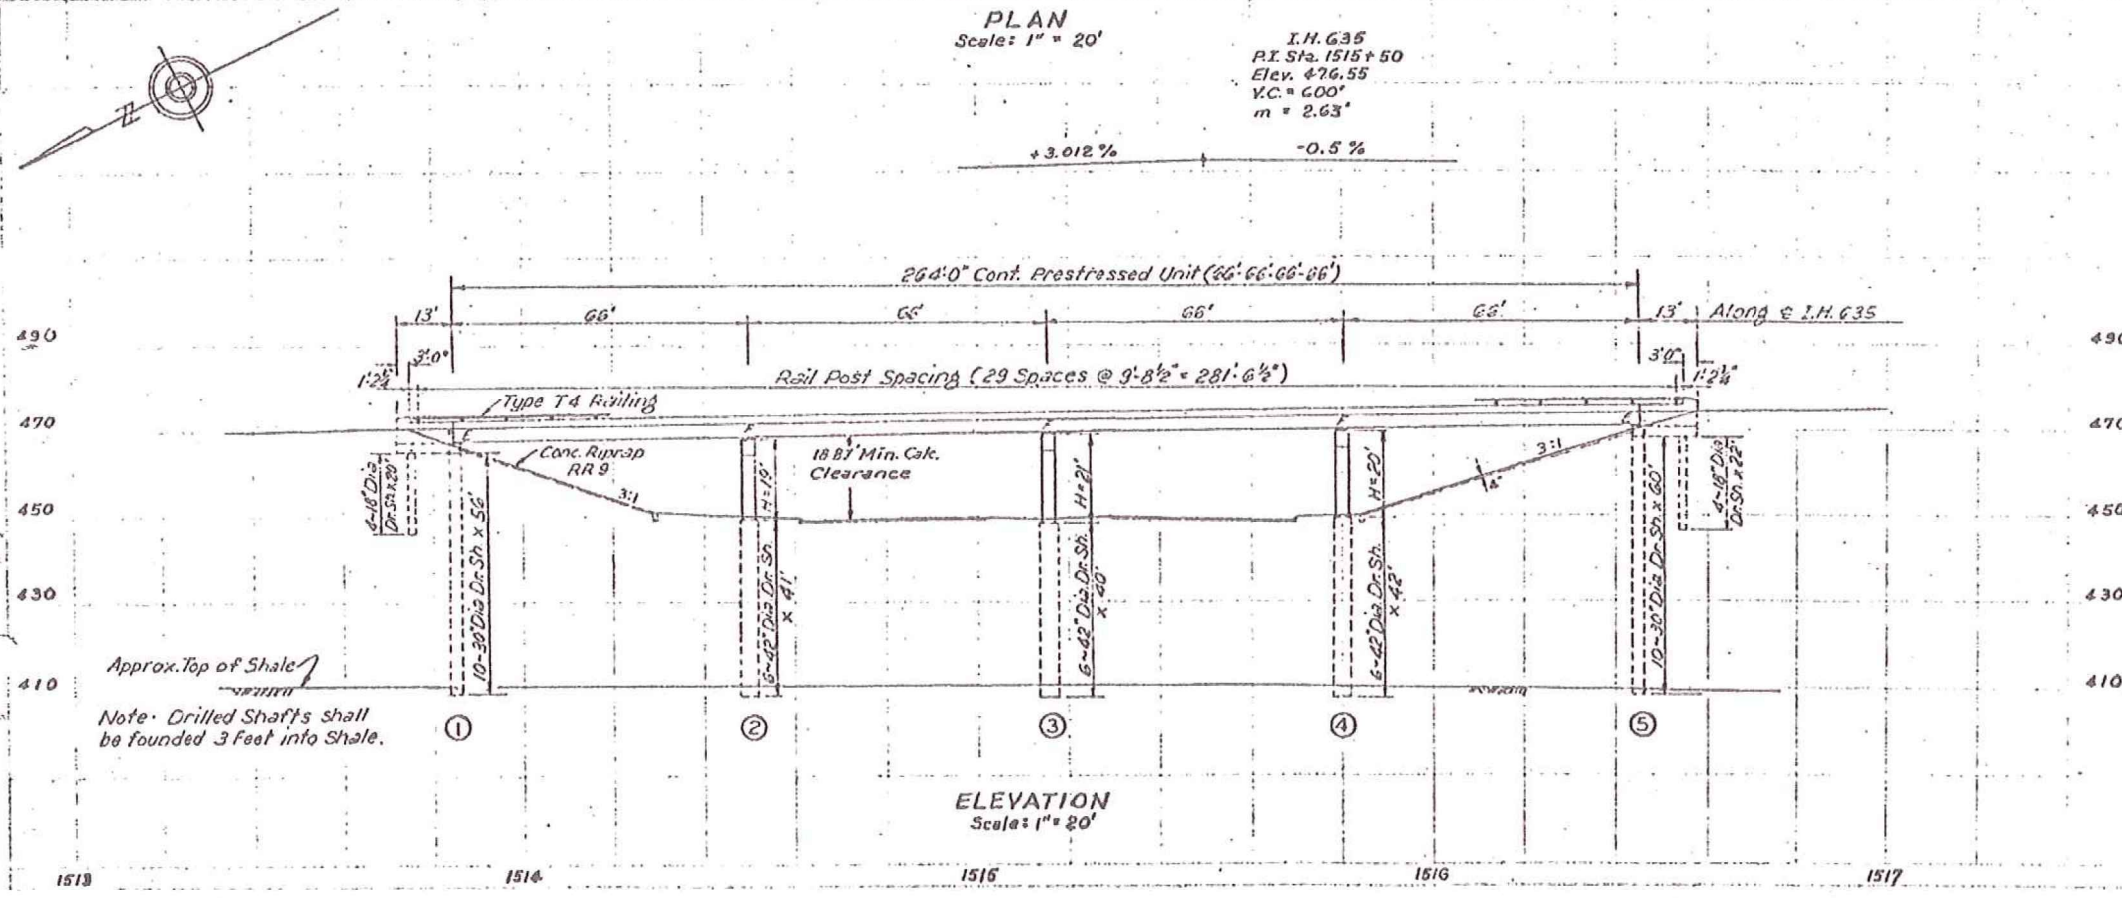 PLAN
Scale: 1" = 20'
I.H. 635
P.I. Sta. 1515+50
Elev. 476.55
V.C. = 600'
m = 2.63'
+3.012%
-0.5%
N
264'-0" Cont. Prestressed Unit (66'-66'-66'-66')
13'
66'
66'
66'
66'
13'
Along ℄ I.H. 635
490
490
3'-0"
3'-0"
1'-2¼"
Rail Post Spacing (29 Spaces @ 9'-8½" = 281'-6½")
1'-2¼"
Type T4 Railing
470
470
Conc. Riprap
RR 9
3:1
18.87' Min. Calc.
Clearance
3:1
4"
H=19'
H=21'
H=20'
4~18" Dia
Dr. Sh. x 20'
4~18" Dia
Dr. Sh. x 22'
450
450
10-30" Dia Dr. Sh. x 56'
6~42" Dia. Dr. Sh.
x 41'
6~42" Dia. Dr. Sh.
x 40'
6~42" Dia. Dr. Sh.
x 42'
10-30" Dia Dr. Sh. x 60'
430
430
Approx. Top of Shale
410
410
Note: Drilled Shafts shall
be founded 3 Feet into Shale.
1
2
3
4
5
ELEVATION
Scale: 1" = 20'
1513
1514
1515
1516
1517